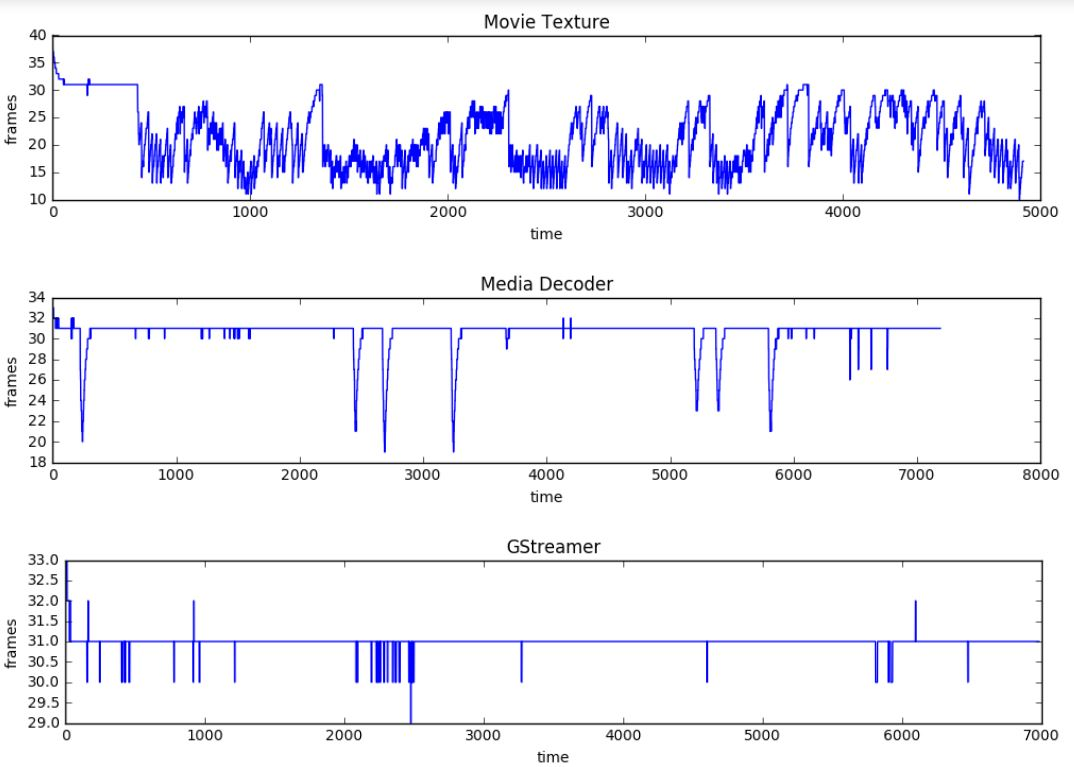 Movie Texture
40
35
30
25
20
15
10
frames
0 1000 2000 3000 4000 5000
time
Media Decoder
34
32
30
28
26
24
22
20
18
frames
0 1000 2000 3000 4000 5000 6000 7000 8000
time
GStreamer
33.0
32.5
32.0
31.5
31.0
30.5
30.0
29.5
29.0
frames
0 1000 2000 3000 4000 5000 6000 7000
time